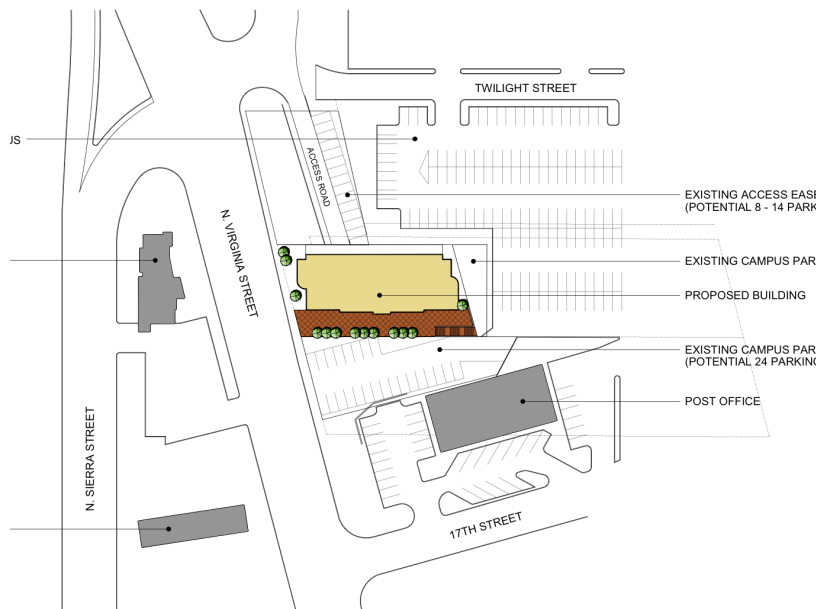 TWILIGHT STREET
JS
ACCESS ROAD
EXISTING ACCESS EASE
(POTENTIAL 8 - 14 PARK
N. VIRGINIA STREET
EXISTING CAMPUS PAR
PROPOSED BUILDING
EXISTING CAMPUS PAR
(POTENTIAL 24 PARKING
POST OFFICE
N. SIERRA STREET
17TH STREET